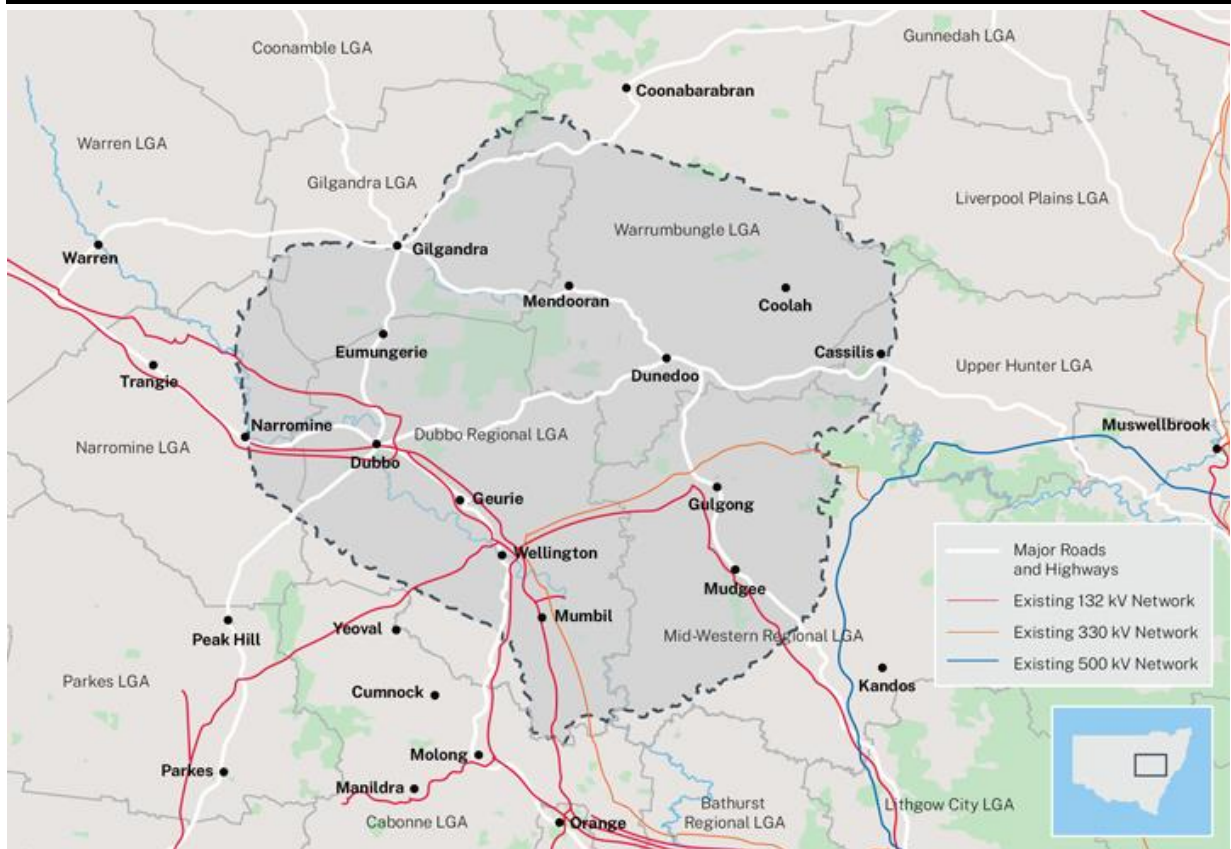 Coonamble LGA
Gunnedah LGA
Coonabarabran
Warren LGA
Gilgandra LGA
Liverpool Plains LGA
Warrumbungle LGA
Warren
Gilgandra
Mendooran
Coolah
Eumungerie
Cassilis
Trangie
Dunedoo
Upper Hunter LGA
Narromine
Muswellbrook
Narromine LGA
Dubbo Regional LGA
Dubbo
Geurie
Gulgong
Wellington
Mudgee
Mumbil
Peak Hill
Yeoval
Mid-Western Regional LGA
Parkes LGA
Cumnock
Kandos
Molong
Parkes
Manildra
Cabonne LGA
Orange
Bathurst
Regional LGA
Lithgow City LGA
Major Roads
and Highways
Existing 132 kV Network
Existing 330 kV Network
Existing 500 kV Network